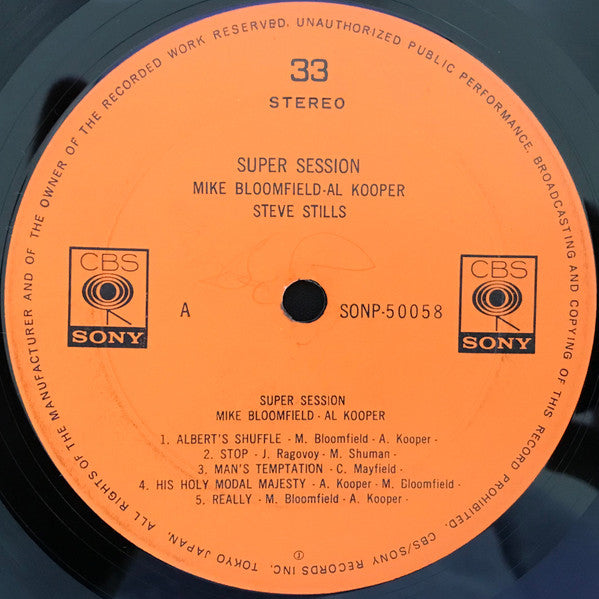 ALL RIGHTS OF THE MANUFACTURER AND OF THE OWNER OF THE RECORDED WORK RESERVED. UNAUTHORIZED PUBLIC PERFORMANCE, BROADCASTING AND COPYING OF THIS RECORD PROHIBITED. CBS/SONY RECORDS INC. TOKYO JAPAN.
33
STEREO
SUPER SESSION
MIKE BLOOMFIELD·AL KOOPER
STEVE STILLS
CBS
SONY
A
SONP-50058
CBS
SONY
SUPER SESSION
MIKE BLOOMFIELD · AL KOOPER
1. ALBERT'S SHUFFLE - M. Bloomfield - A. Kooper -
2. STOP - J. Ragovoy - M. Shuman -
3. MAN'S TEMPTATION - C. Mayfield -
4. HIS HOLY MODAL MAJESTY - A. Kooper - M. Bloomfield -
5. REALLY - M. Bloomfield - A. Kooper -